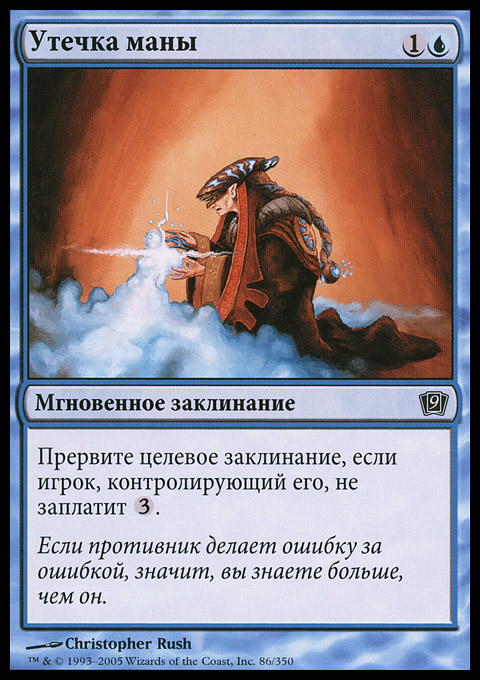 Утечка маны 1
Мгновенное заклинание 9
Прервите целевое заклинание, если
игрок, контролирующий его, не
заплатит 3.
Если противник делает ошибку за
ошибкой, значит, вы знаете больше,
чем он.
Christopher Rush
™ & © 1993–2005 Wizards of the Coast, Inc. 86/350